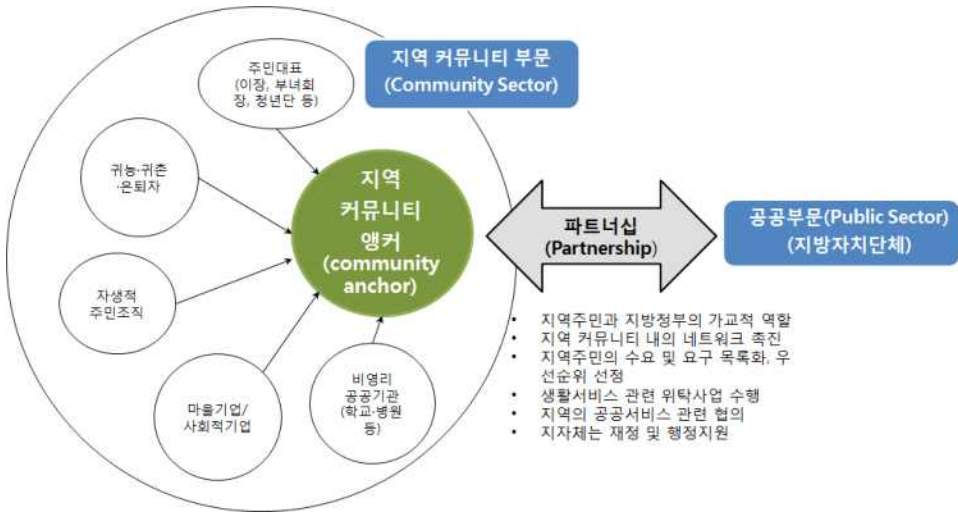 지역 커뮤니티 부문
(Community Sector)
주민대표
(이장, 부녀회
장, 청년단 등)
귀농·귀촌
·은퇴자
자생적
주민조직
마을기업/
사회적기업
비영리
공공기관
(학교·병원
등)
지역
커뮤니티
앵커
(community
anchor)
파트너십
(Partnership)
공공부문(Public Sector)
(지방자치단체)
• 지역주민과 지방정부의 가교적 역할
• 지역 커뮤니티 내의 네트워크 촉진
• 지역주민의 수요 및 요구 목록화, 우
선순위 선정
• 생활서비스 관련 위탁사업 수행
• 지역의 공공서비스 관련 협의
• 지자체는 재정 및 행정지원